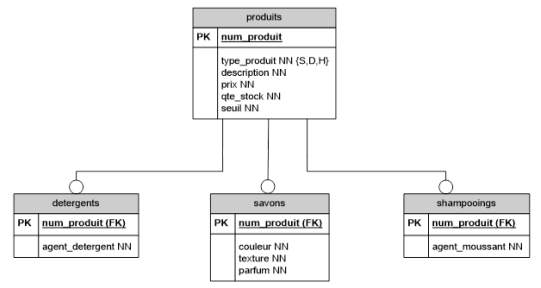 produits
PK num_produit
type_produit NN {S,D,H}
description NN
prix NN
qte_stock NN
seuil NN
detergents
PK num_produit (FK)
agent_detergent NN
savons
PK num_produit (FK)
couleur NN
texture NN
parfum NN
shampooings
PK num_produit (FK)
agent_moussant NN